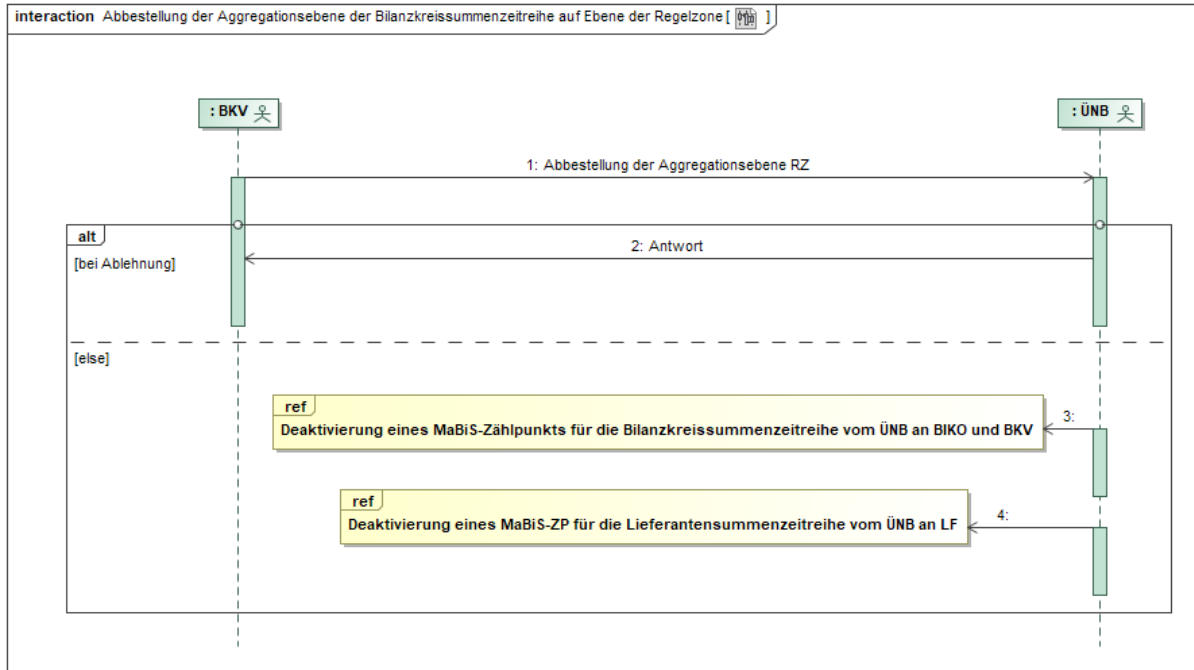 interaction Abbestellung der Aggregationsebene der Bilanzkreissummenzeitreihe auf Ebene der Regelzone [ ]
: BKV
: ÜNB
1: Abbestellung der Aggregationsebene RZ
alt
2: Antwort
[bei Ablehnung]
[else]
ref
3:
Deaktivierung eines MaBiS-Zählpunkts für die Bilanzkreissummenzeitreihe vom ÜNB an BIKO und BKV
ref
4:
Deaktivierung eines MaBiS-ZP für die Lieferantensummenzeitreihe vom ÜNB an LF